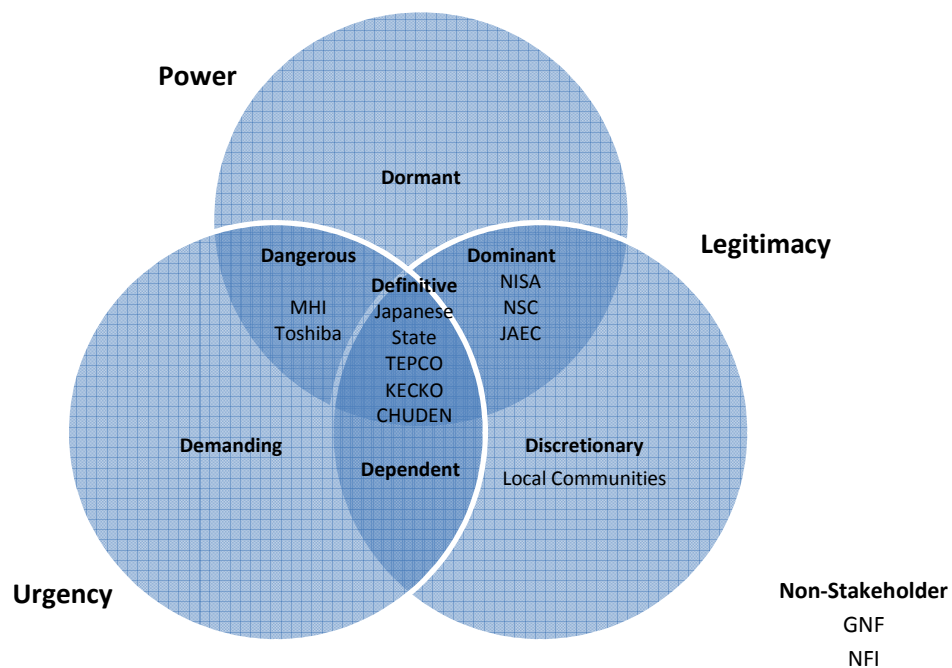 Power
Dormant
Legitimacy
Dangerous
MHI
Toshiba
Definitive
Japanese
State
TEPCO
KECKO
CHUDEN
Dominant
NISA
NSC
JAEC
Demanding
Dependent
Discretionary
Local Communities
Urgency
Non-Stakeholder
GNF
NFI